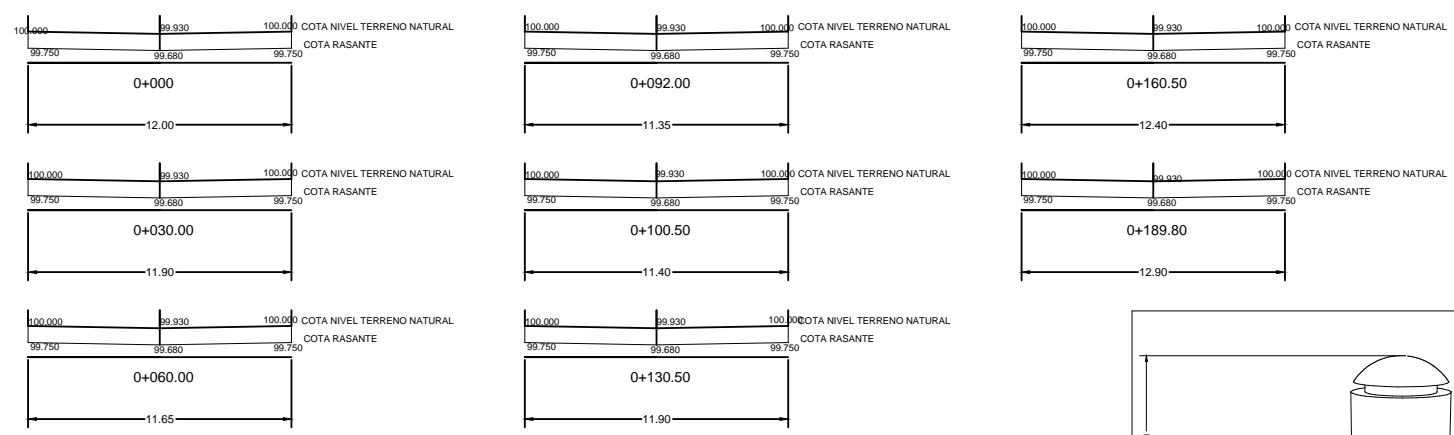 100.000 99.930 100.000 COTA NIVEL TERRENO NATURAL
COTA RASANTE
99.750 99.680 99.750
0+000
12.00
100.000 99.930 100.000 COTA NIVEL TERRENO NATURAL
COTA RASANTE
99.750 99.680 99.750
0+092.00
11.35
100.000 99.930 100.000 COTA NIVEL TERRENO NATURAL
COTA RASANTE
99.750 99.680 99.750
0+160.50
12.40
100.000 99.930 100.000 COTA NIVEL TERRENO NATURAL
COTA RASANTE
99.750 99.680 99.750
0+030.00
11.90
100.000 99.930 100.000 COTA NIVEL TERRENO NATURAL
COTA RASANTE
99.750 99.680 99.750
0+100.50
11.40
100.000 99.930 100.000 COTA NIVEL TERRENO NATURAL
COTA RASANTE
99.750 99.680 99.750
0+189.80
12.90
100.000 99.930 100.000 COTA NIVEL TERRENO NATURAL
COTA RASANTE
99.750 99.680 99.750
0+060.00
11.65
100.000 99.930 100.000 COTA NIVEL TERRENO NATURAL
COTA RASANTE
99.750 99.680 99.750
0+130.50
11.90